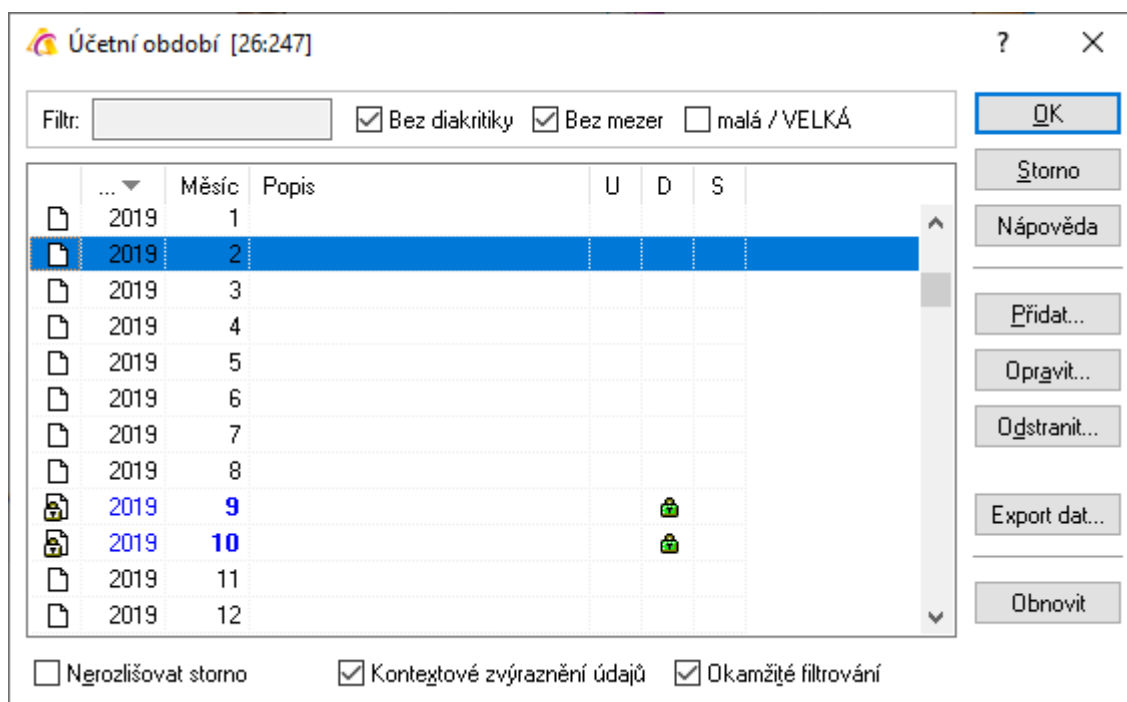 Účetní období [26:247]
?
Filtr:
Bez diakritiky
Bez mezer
malá / VELKÁ
OK
Storno
Nápověda
Přidat...
Opravit...
Odstranit...
Export dat...
Obnovit
... Měsíc Popis U D S
2019 1
2019 2
2019 3
2019 4
2019 5
2019 6
2019 7
2019 8
2019 9
2019 10
2019 11
2019 12
Nerozlišovat storno
Kontextové zvýraznění údajů
Okamžité filtrování